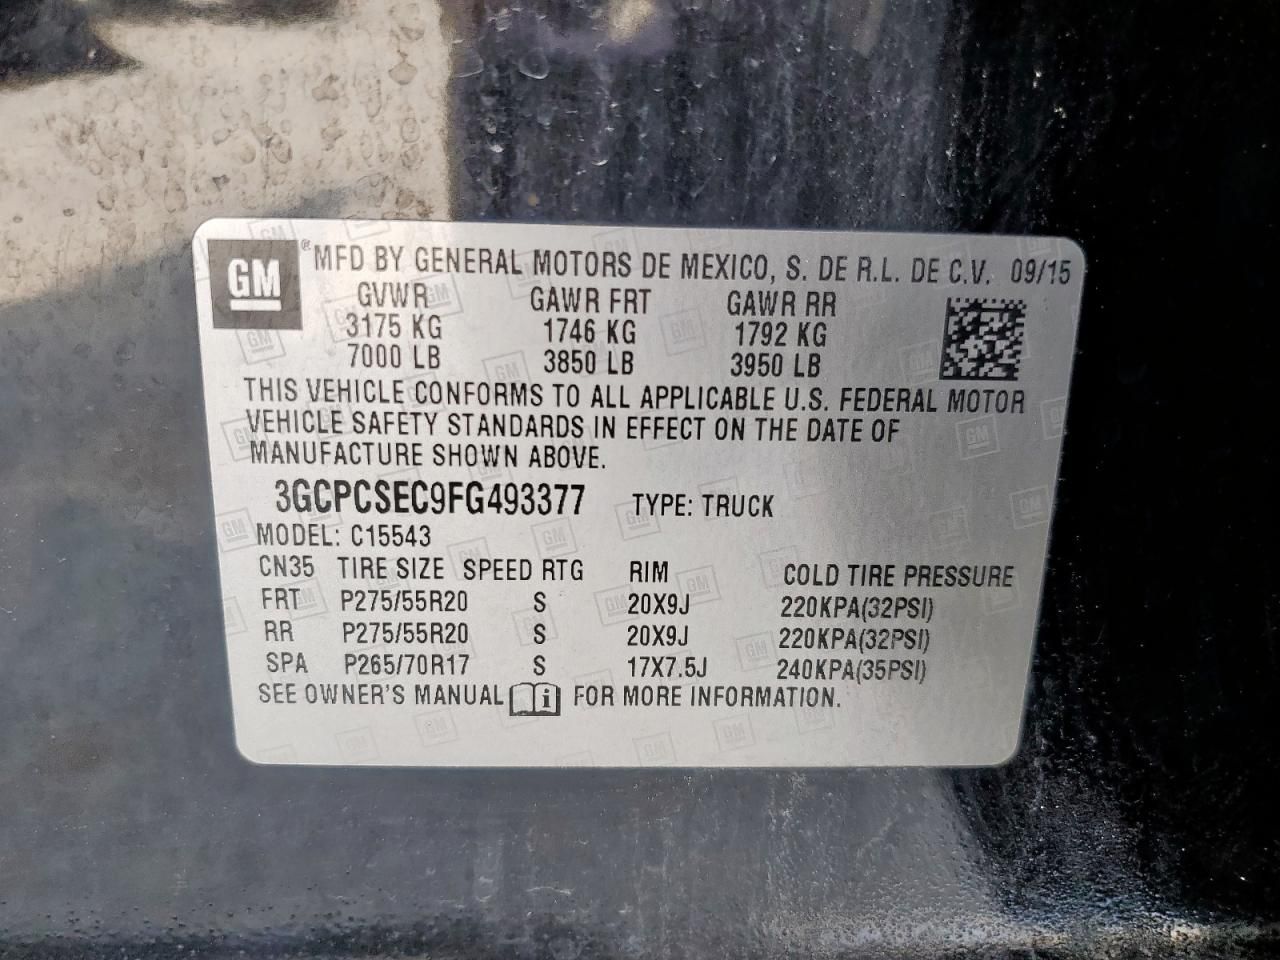 GM ® MFD BY GENERAL MOTORS DE MEXICO, S. DE R.L. DE C.V. 09/15
GVWR GAWR FRT GAWR RR
3175 KG 1746 KG 1792 KG
7000 LB 3850 LB 3950 LB
THIS VEHICLE CONFORMS TO ALL APPLICABLE U.S. FEDERAL MOTOR
VEHICLE SAFETY STANDARDS IN EFFECT ON THE DATE OF
MANUFACTURE SHOWN ABOVE.
3GCPCSEC9FG493377 TYPE: TRUCK
MODEL: C15543
CN35 TIRE SIZE SPEED RTG RIM COLD TIRE PRESSURE
FRT P275/55R20 S 20X9J 220KPA(32PSI)
RR P275/55R20 S 20X9J 220KPA(32PSI)
SPA P265/70R17 S 17X7.5J 240KPA(35PSI)
SEE OWNER'S MANUAL i FOR MORE INFORMATION.